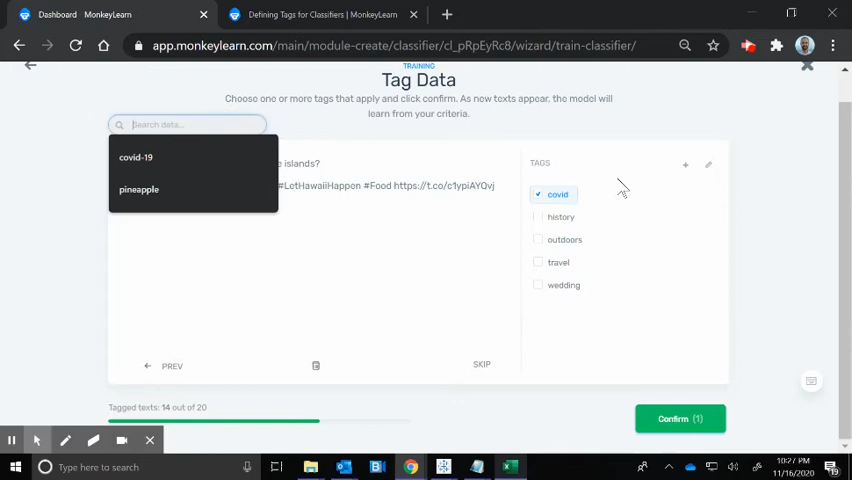 Dashboard - MonkeyLearn
Defining Tags for Classifiers | MonkeyLearn
app.monkeylearn.com/main/module-create/classifier/cl_pRpEyRc8/wizard/train-classifier/
TRAINING
Tag Data
Choose one or more tags that apply and click confirm. As new texts appear, the model will
learn from your criteria.
Search data...
covid-19
pineapple
e islands?
#LetHawaiiHappen #Food https://t.co/c1ypiAYQvj
TAGS
covid
history
outdoors
travel
wedding
PREV
SKIP
Tagged texts: 14 out of 20
Confirm (1)
Type here to search
10:27 PM
11/16/2020
19